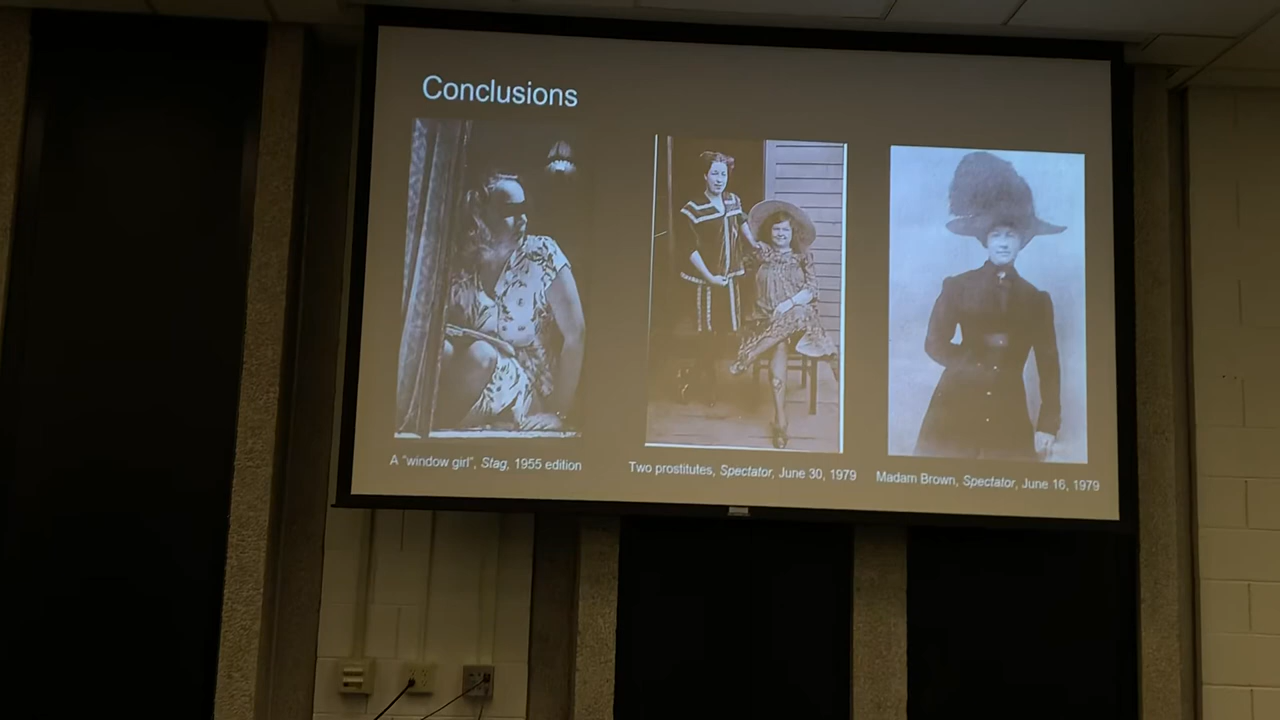 Conclusions
A "window girl", Stag, 1955 edition
Two prostitutes, Spectator, June 30, 1979
Madam Brown, Spectator, June 16, 1979